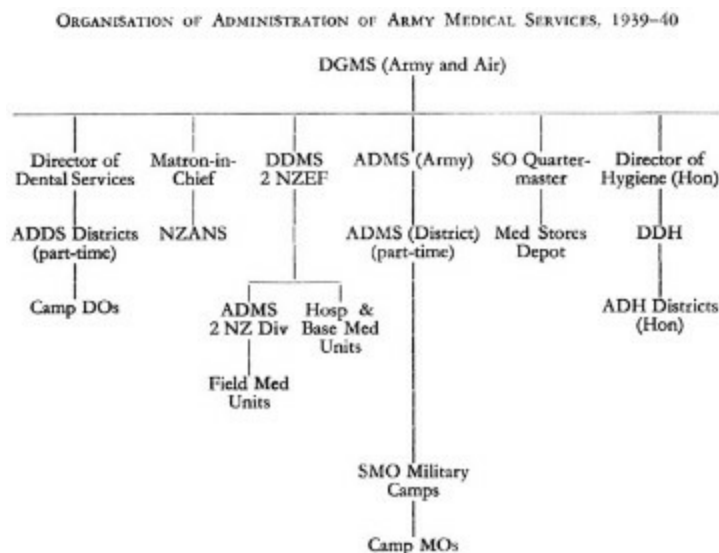 ORGANISATION OF ADMINISTRATION OF ARMY MEDICAL SERVICES, 1939–40
DGMS (Army and Air)
Director of
Dental Services
Matron-in-
Chief
DDMS
2 NZEF
ADMS (Army)
SO Quarter-
master
Director of
Hygiene (Hon)
ADDS Districts
(part-time)
NZANS
ADMS (District)
(part-time)
Med Stores
Depot
DDH
Camp DOs
ADMS
2 NZ Div
Hosp &
Base Med
Units
ADH Districts
(Hon)
Field Med
Units
SMO Military
Camps
Camp MOs